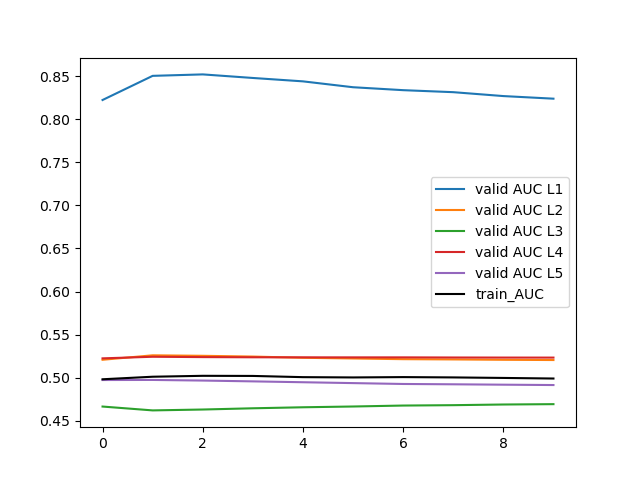 0.85
0.80
0.75
0.70
0.65
0.60
0.55
0.50
0.45
0 2 4 6 8
valid AUC L1
valid AUC L2
valid AUC L3
valid AUC L4
valid AUC L5
train_AUC